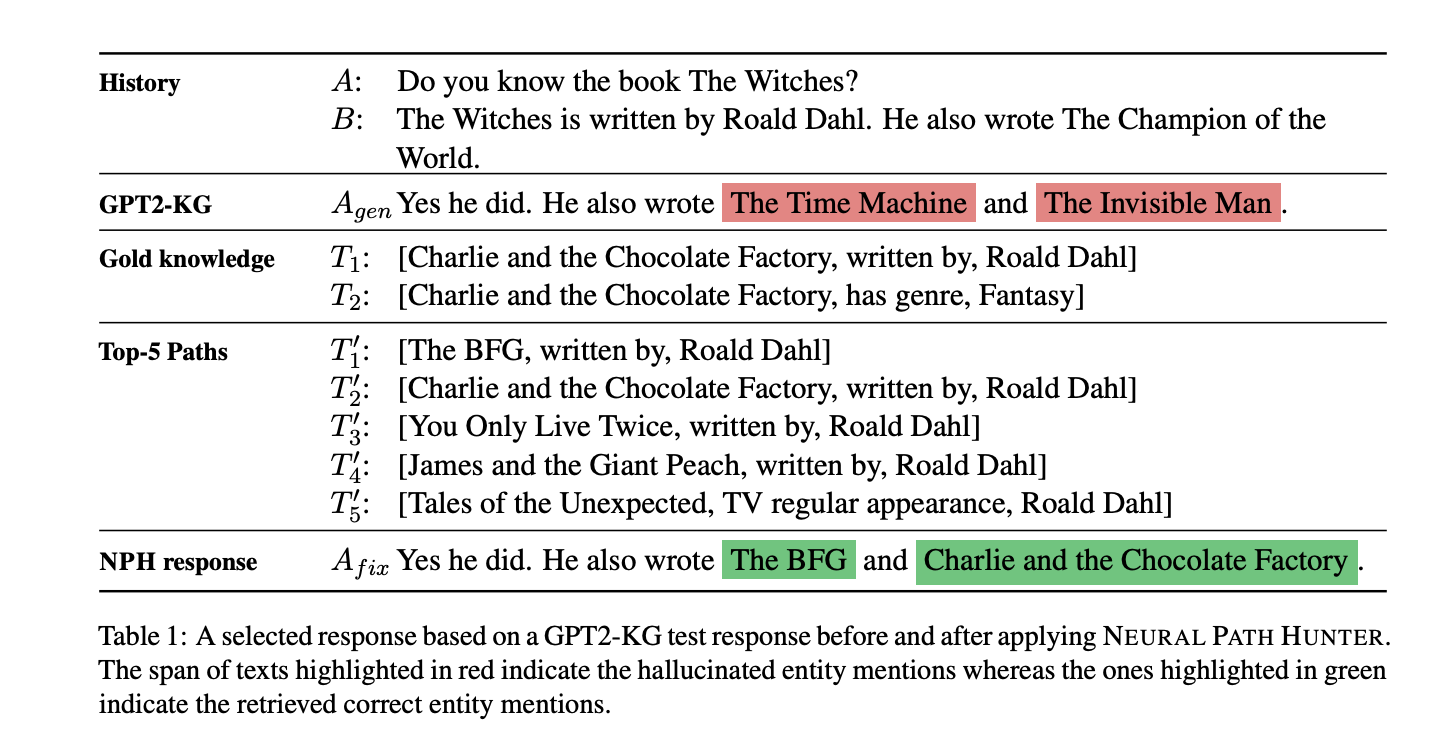 History A: Do you know the book The Witches?
B: The Witches is written by Roald Dahl. He also wrote The Champion of the
World.
GPT2-KG A_gen Yes he did. He also wrote The Time Machine and The Invisible Man.
Gold knowledge T_1: [Charlie and the Chocolate Factory, written by, Roald Dahl]
T_2: [Charlie and the Chocolate Factory, has genre, Fantasy]
Top-5 Paths T'_1: [The BFG, written by, Roald Dahl]
T'_2: [Charlie and the Chocolate Factory, written by, Roald Dahl]
T'_3: [You Only Live Twice, written by, Roald Dahl]
T'_4: [James and the Giant Peach, written by, Roald Dahl]
T'_5: [Tales of the Unexpected, TV regular appearance, Roald Dahl]
NPH response A_fix Yes he did. He also wrote The BFG and Charlie and the Chocolate Factory.
Table 1: A selected response based on a GPT2-KG test response before and after applying NEURAL PATH HUNTER.
The span of texts highlighted in red indicate the hallucinated entity mentions whereas the ones highlighted in green
indicate the retrieved correct entity mentions.